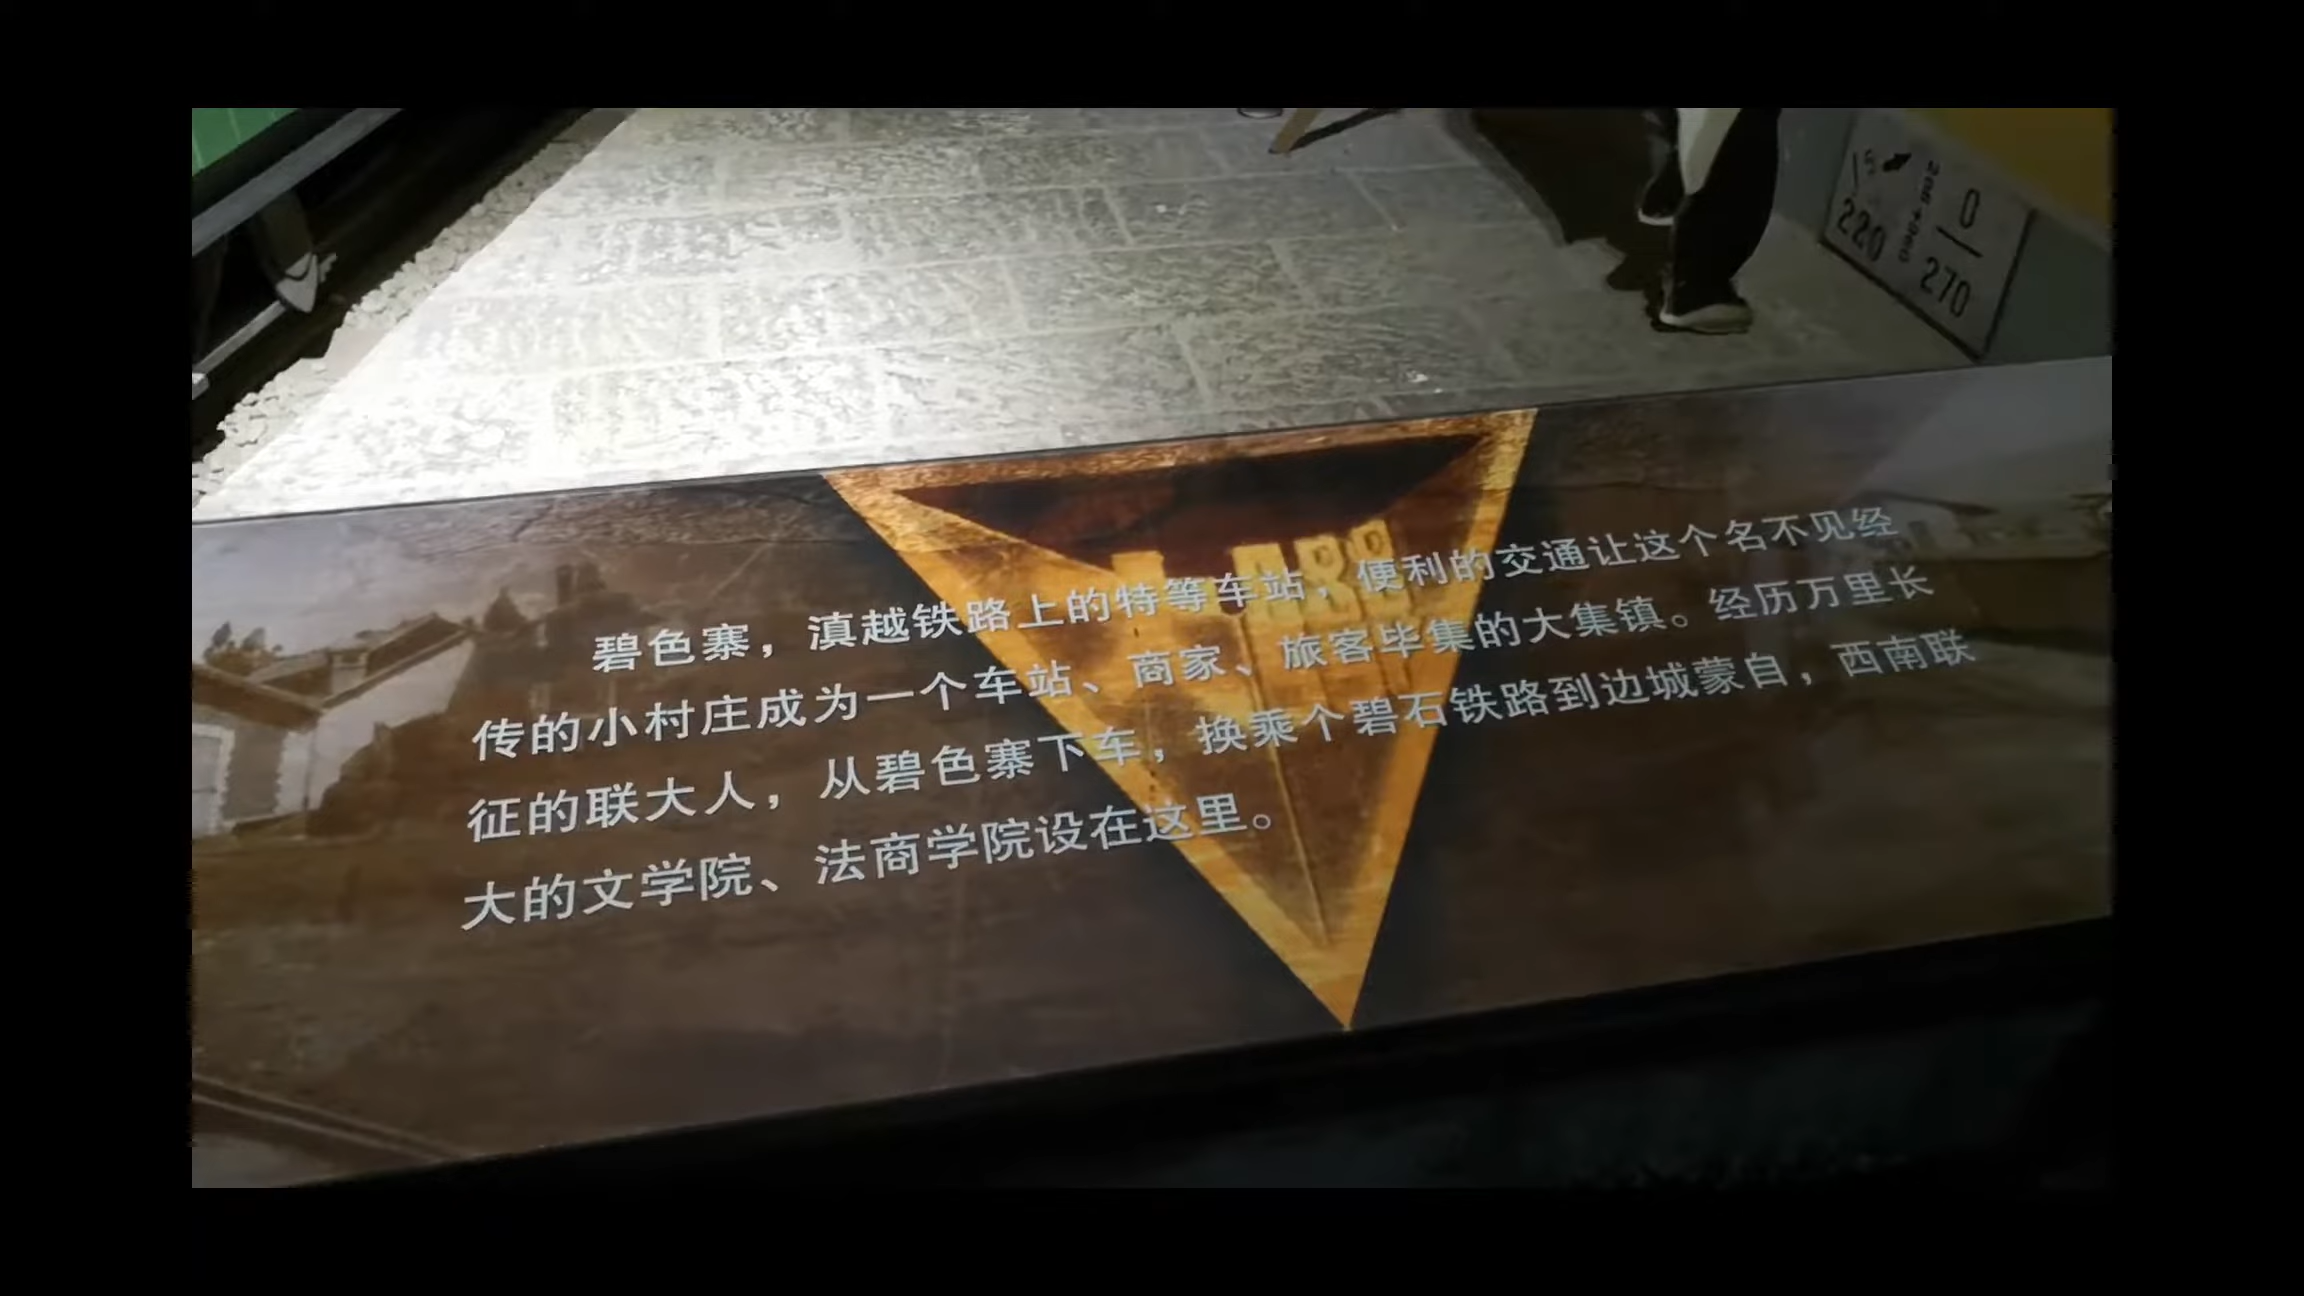 0
220
270
碧色寨，滇越铁路上的特等车站，便利的交通让这个名不见经
传的小村庄成为一个车站、商家、旅客毕集的大集镇。经历万里长
征的联大人，从碧色寨下车，换乘个碧石铁路到边城蒙自，西南联
大的文学院、法商学院设在这里。